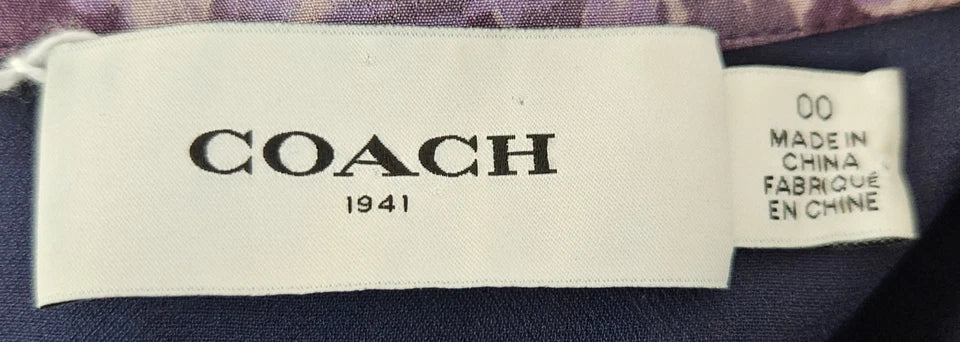 COACH
1941
00
MADE IN
CHINA
FABRIQUÉ
EN CHINE